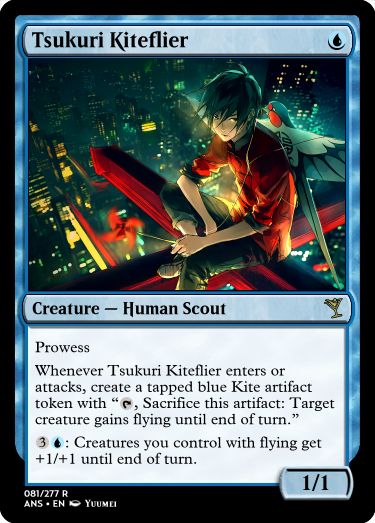 Tsukuri Kiteflier
Creature — Human Scout
Prowess
Whenever Tsukuri Kiteflier enters or
attacks, create a tapped blue Kite artifact
token with “, Sacrifice this artifact: Target
creature gains flying until end of turn.”
3: Creatures you control with flying get
+1/+1 until end of turn.
1/1
081/277 R
ANS • EN Yuumei